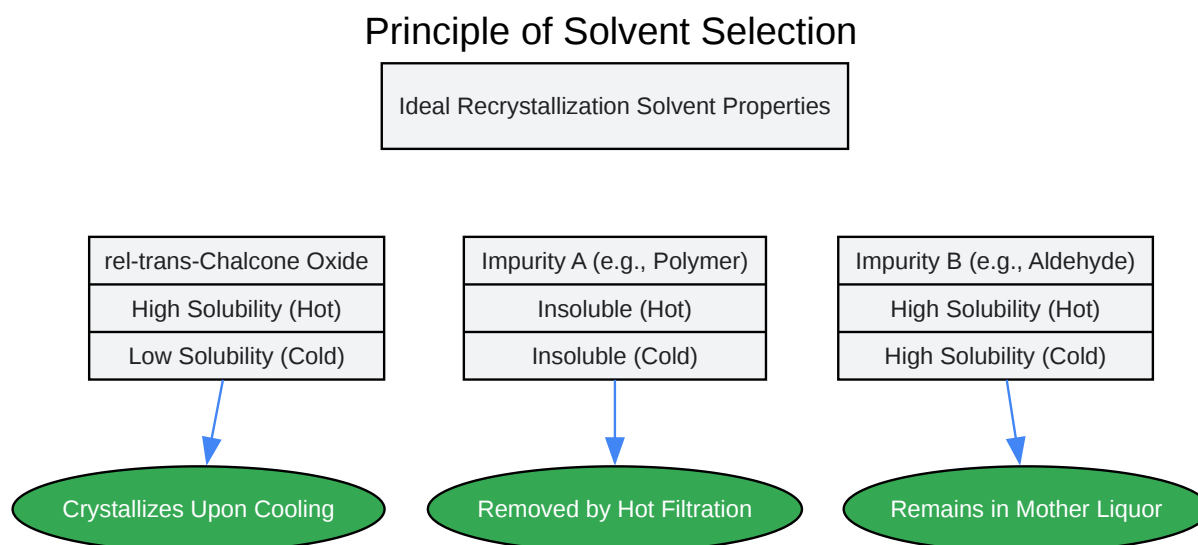 Principle of Solvent Selection
Ideal Recrystallization Solvent Properties
rel-trans-Chalcone Oxide
High Solubility (Hot)
Low Solubility (Cold)
Impurity A (e.g., Polymer)
Insoluble (Hot)
Insoluble (Cold)
Impurity B (e.g., Aldehyde)
High Solubility (Hot)
High Solubility (Cold)
Crystallizes Upon Cooling
Removed by Hot Filtration
Remains in Mother Liquor